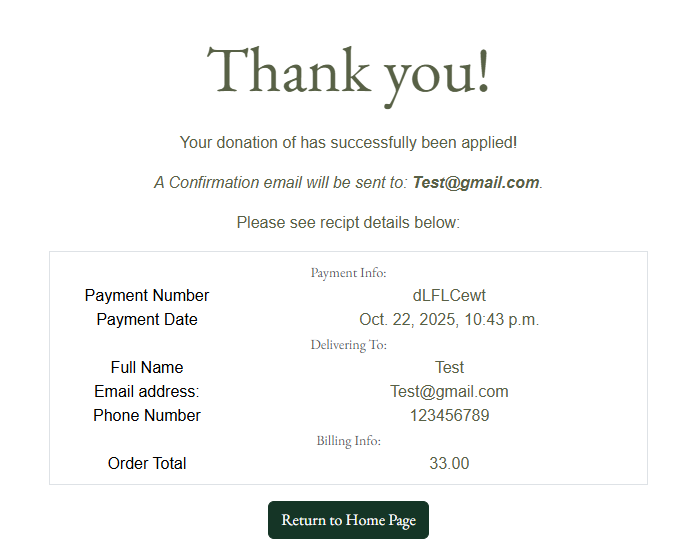 Thank you!
Your donation of has successfully been applied!
A Confirmation email will be sent to: Test@gmail.com.
Please see recipt details below:
Payment Info:
Payment Number dLFLCewt
Payment Date Oct. 22, 2025, 10:43 p.m.
Delivering To:
Full Name Test
Email address: Test@gmail.com
Phone Number 123456789
Billing Info:
Order Total 33.00
Return to Home Page